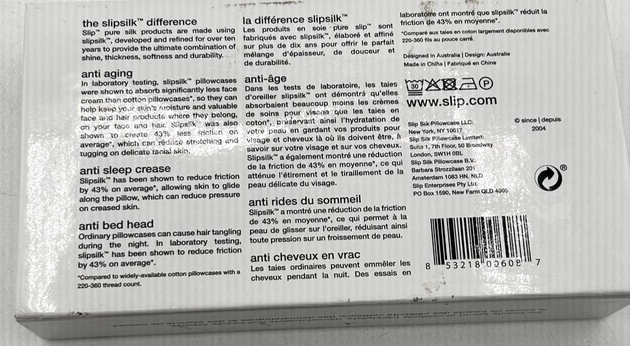 the slipsilk™ difference
Slip™ pure silk products are made using
slipsilk™, developed and refined for over ten
years to provide the ultimate combination of
shine, thickness, softness and durability.
anti aging
In laboratory testing, slipsilk™ pillowcases
were shown to absorb significantly less face
cream than cotton pillowcases*, so they can
help keep your skin's moisture and valuable
face and hair products where they belong,
on your face and hair. Slipsilk™ was also
shown to create 43% less friction on
average*, which can reduce stretching and
tugging on delicate facial skin.
anti sleep crease
Slipsilk™ has been shown to reduce friction
by 43% on average*, allowing skin to glide
along the pillow, which can reduce pressure
on creased skin.
anti bed head
Ordinary pillowcases can cause hair tangling
during the night. In laboratory testing,
slipsilk™ has been shown to reduce friction
by 43% on average*.
*Compared to widely-available cotton pillowcases with a
220-360 thread count.
la différence slipsilk™
Les produits en soie pure slip™ sont
fabriqués avec slipsilk™, élaboré et affiné
sur plus de dix ans pour offrir le parfait
mélange d'épaisseur, de douceur et
de durabilité.
anti-âge
Dans les tests de laboratoire, les taies
d'oreiller slipsilk™ ont démontré qu'elles
absorbaient beaucoup moins les crèmes
de soins pour visage que les taies en
coton*, préservant ainsi l'hydratation de
votre peau en gardant vos produits pour
visage et cheveux là où ils doivent être, à
savoir sur votre visage et sur vos cheveux.
Slipsilk™ a également montré une réduction
de la friction de 43% en moyenne*, ce qui
atténue l'étirement et le tiraillement de la
peau délicate du visage.
anti rides du sommeil
Slipsilk™ a montré une réduction de la friction
de 43% en moyenne*, ce qui permet à la
peau de glisser sur l'oreiller, réduisant ainsi
toute pression sur un froissement de peau.
anti cheveux en vrac
Les taies ordinaires peuvent emmêler les
cheveux pendant la nuit. Des essais en
laboratoire ont montré que slipsilk™ réduit la
friction de 43% en moyenne*.
*Comparé aux taies en coton largement disponibles avec
220-360 fils au pouce carré.
Designed in Australia | Design: Australie
Made in China | Fabriqué en Chine
30
P
www.slip.com
Slip Silk Pillowcase LLC:
New York, NY 10017
Slip Silk Pillowcase Limited:
Suite 1, 7th Floor, 50 Broadway
London, SW1H 0BL
Slip Silk Pillowcase B.V.
Barbara Strozzilaan 201
Amsterdam 1083 HN, NLD
Slip Enterprises Pty Ltd:
PO Box 1590, New Farm QLD 4005
© since | depuis
2004
®
8 53218 00608 7